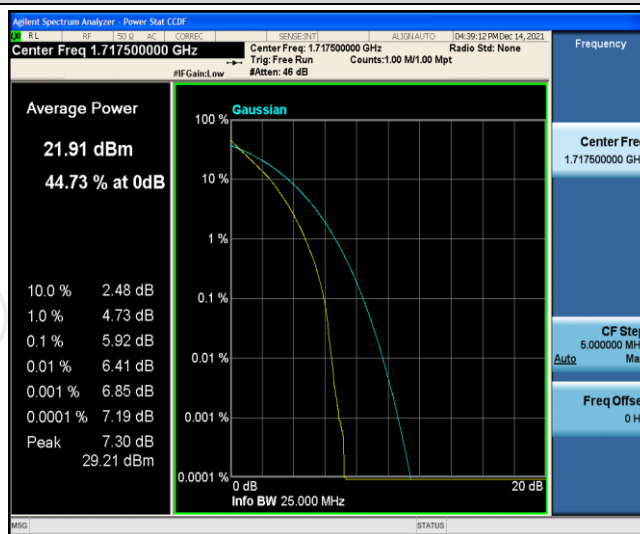 Agilent Spectrum Analyzer - Power Stat CCDF
RL RF 50 Ω AC CORREC SENSE:INT ALIGNAUTO 04:39:12 PM Dec 14, 2021
Center Freq 1.717500000 GHz
Center Freq: 1.717500000 GHz Radio Std: None
Trig: Free Run Counts:1.00 M/1.00 Mpt
#IFGain:Low #Atten: 46 dB
Average Power
21.91 dBm
44.73 % at 0dB
10.0 % 2.48 dB
1.0 % 4.73 dB
0.1 % 5.92 dB
0.01 % 6.41 dB
0.001 % 6.85 dB
0.0001 % 7.19 dB
Peak 7.30 dB
29.21 dBm
Gaussian
100 %
10 %
1 %
0.1 %
0.01 %
0.001 %
0.0001 %
0 dB 20 dB
Info BW 25.000 MHz
Frequency
Center Fre
1.717500000 GH
CF Step
5.000000 MH
Auto Ma
Freq Offse
0 H
MSG STATUS